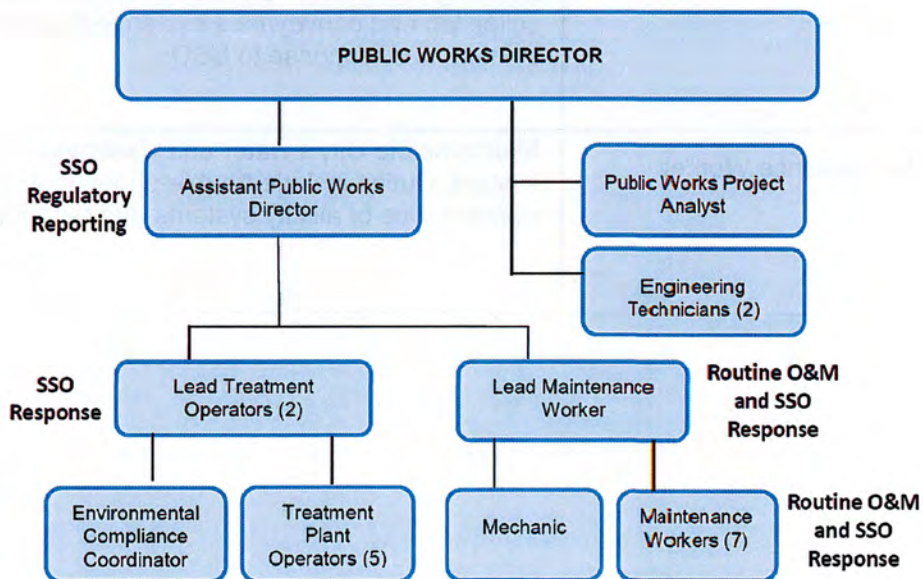 PUBLIC WORKS DIRECTOR
SSO
Regulatory
Reporting
Assistant Public Works
Director
Public Works Project
Analyst
Engineering
Technicians (2)
SSO
Response
Lead Treatment
Operators (2)
Lead Maintenance
Worker
Routine O&M
and SSO
Response
Environmental
Compliance
Coordinator
Treatment
Plant
Operators (5)
Mechanic
Maintenance
Workers (7)
Routine O&M
and SSO
Response